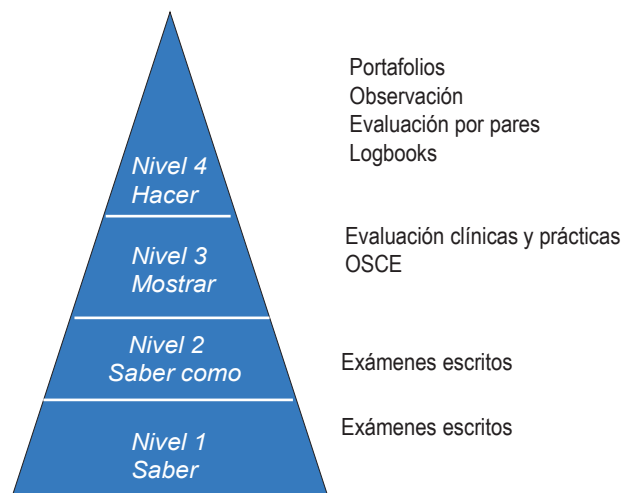 Portafolios
Observación
Evaluación por pares
Logbooks
Nivel 4
Hacer
Evaluación clínicas y prácticas
OSCE
Nivel 3
Mostrar
Nivel 2
Saber como
Exámenes escritos
Exámenes escritos
Nivel 1
Saber